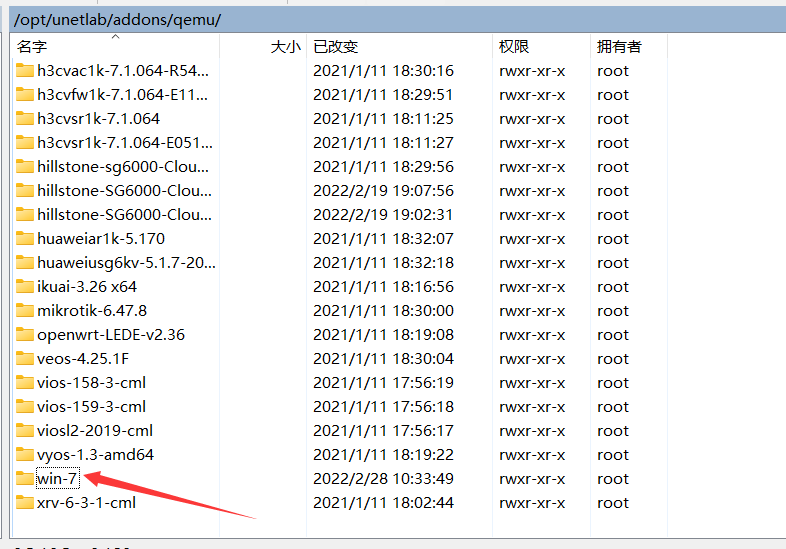 /opt/unetlab/addons/qemu/
名字 大小 已改变 权限 拥有者
h3cvac1k-7.1.064-R54... 2021/1/11 18:30:16 rwxr-xr-x root
h3cvfw1k-7.1.064-E11... 2021/1/11 18:29:51 rwxr-xr-x root
h3cvsr1k-7.1.064 2021/1/11 18:11:25 rwxr-xr-x root
h3cvsr1k-7.1.064-E051... 2021/1/11 18:11:27 rwxr-xr-x root
hillstone-sg6000-Clou... 2021/1/11 18:29:56 rwxr-xr-x root
hillstone-SG6000-Clou... 2022/2/19 19:07:56 rwxr-xr-x root
hillstone-SG6000-Clou... 2022/2/19 19:02:31 rwxr-xr-x root
huaweiar1k-5.170 2021/1/11 18:32:07 rwxr-xr-x root
huaweiusg6kv-5.1.7-20... 2021/1/11 18:32:18 rwxr-xr-x root
ikuai-3.26 x64 2021/1/11 18:16:56 rwxr-xr-x root
mikrotik-6.47.8 2021/1/11 18:30:00 rwxr-xr-x root
openwrt-LEDE-v2.36 2021/1/11 18:19:08 rwxr-xr-x root
veos-4.25.1F 2021/1/11 18:30:04 rwxr-xr-x root
vios-158-3-cml 2021/1/11 17:56:19 rwxr-xr-x root
vios-159-3-cml 2021/1/11 17:56:18 rwxr-xr-x root
viosl2-2019-cml 2021/1/11 17:56:17 rwxr-xr-x root
vyos-1.3-amd64 2021/1/11 18:19:22 rwxr-xr-x root
win-7 2022/2/28 10:33:49 rwxr-xr-x root
xrv-6-3-1-cml 2021/1/11 18:02:44 rwxr-xr-x root